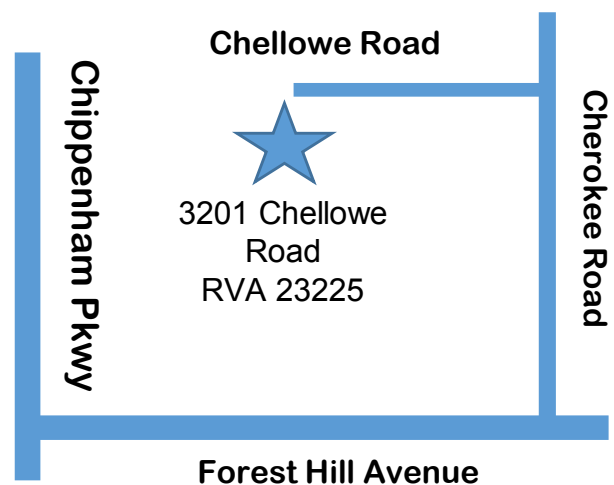 Chellowe Road
Chippenham Pkwy
Cherokee Road
3201 Chellowe
Road
RVA 23225
Forest Hill Avenue